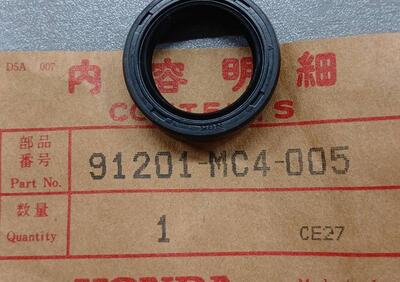 DSA 007
内容明細
CONTENTS
部品
番号
Part No. 91201-MC4-005
数量
Quantity 1 CE27
HONDA